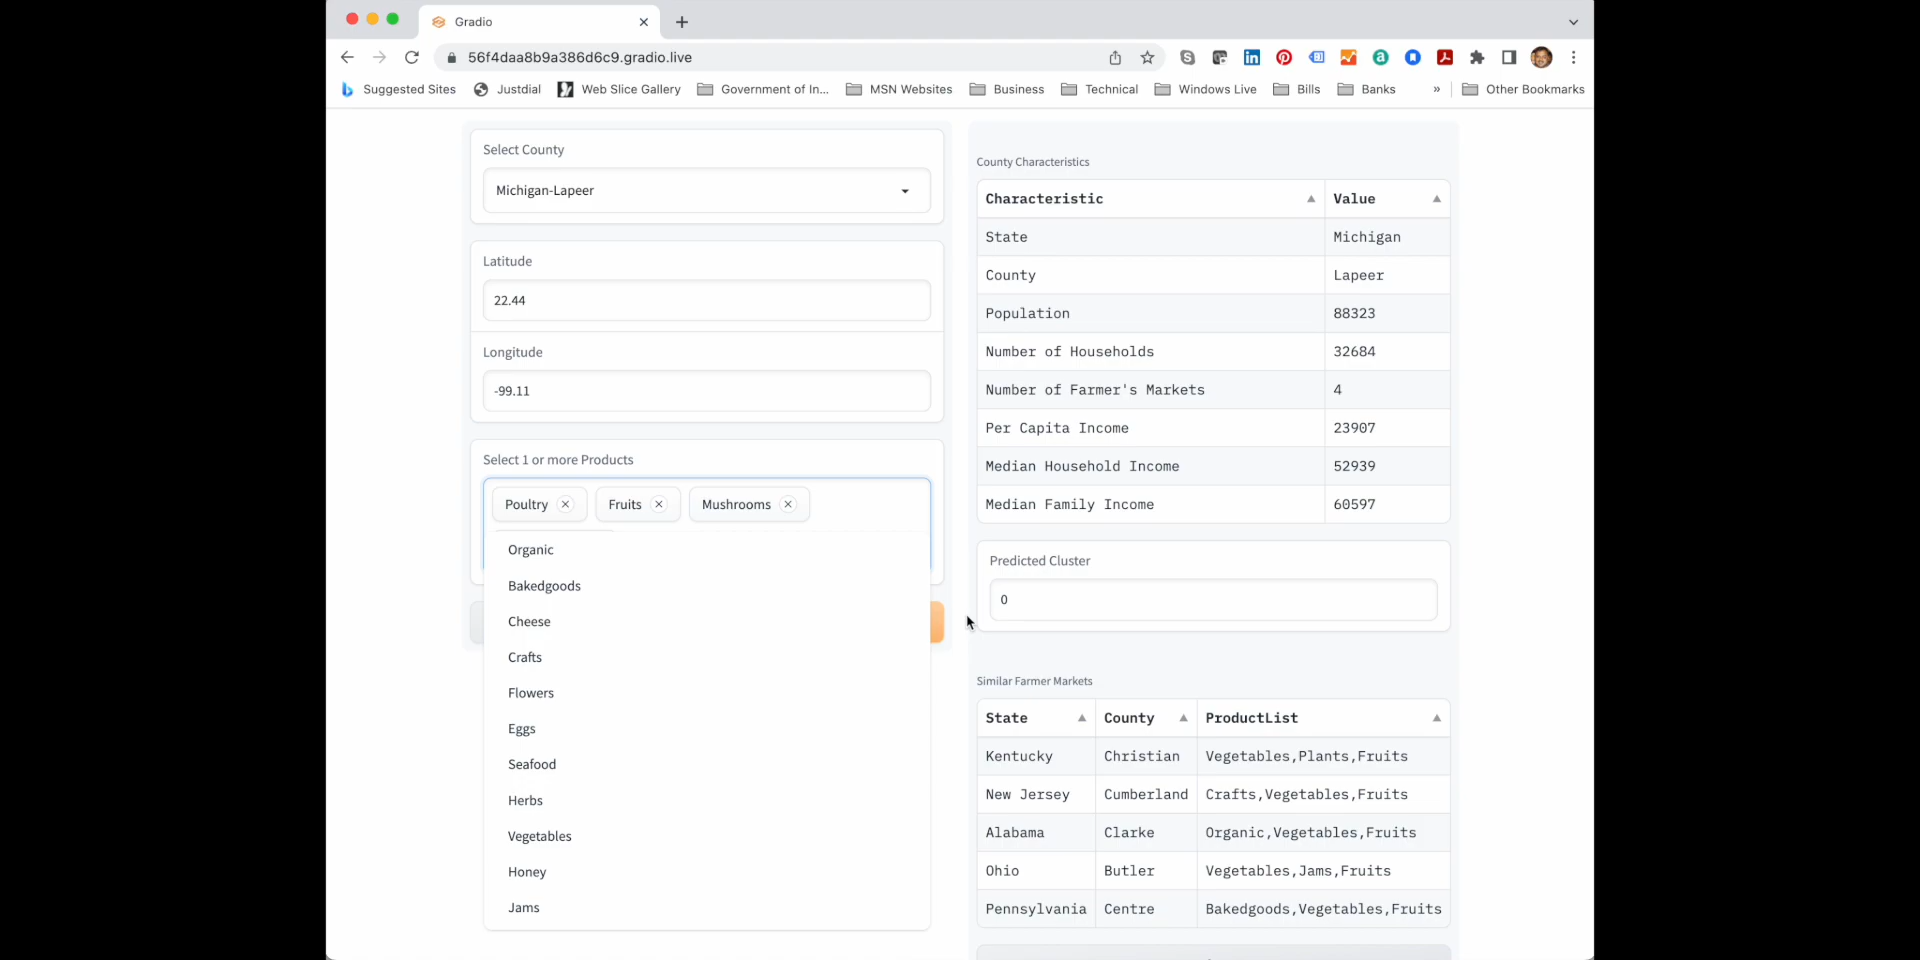 Gradio
56f4daa8b9a386d6c9.gradio.live
Suggested Sites Justdial Web Slice Gallery Government of In... MSN Websites Business Technical Windows Live Bills Banks » Other Bookmarks
Select County
Michigan-Lapeer
Latitude
22.44
Longitude
-99.11
Select 1 or more Products
Poultry Fruits Mushrooms
Organic
Bakedgoods
Cheese
Crafts
Flowers
Eggs
Seafood
Herbs
Vegetables
Honey
Jams
County Characteristics
Characteristic Value
State Michigan
County Lapeer
Population 88323
Number of Households 32684
Number of Farmer's Markets 4
Per Capita Income 23907
Median Household Income 52939
Median Family Income 60597
Predicted Cluster
0
Similar Farmer Markets
State County ProductList
Kentucky Christian Vegetables,Plants,Fruits
New Jersey Cumberland Crafts,Vegetables,Fruits
Alabama Clarke Organic,Vegetables,Fruits
Ohio Butler Vegetables,Jams,Fruits
Pennsylvania Centre Bakedgoods,Vegetables,Fruits